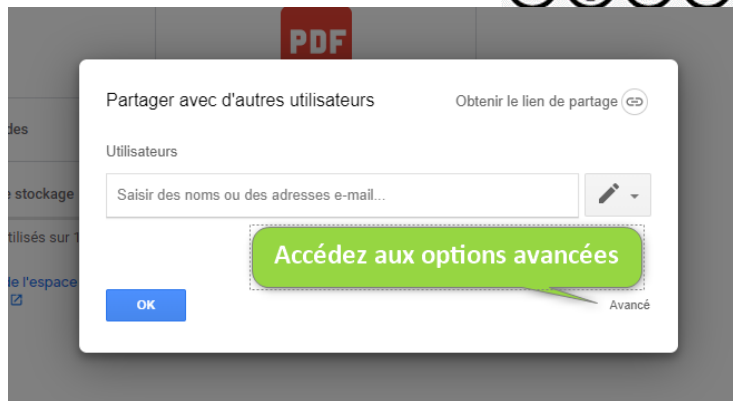 PDF
Partager avec d'autres utilisateurs
Obtenir le lien de partage
des
Utilisateurs
stockage
Saisir des noms ou des adresses e-mail...
tilisés sur 1
Accédez aux options avancées
de l'espace
OK
Avancé